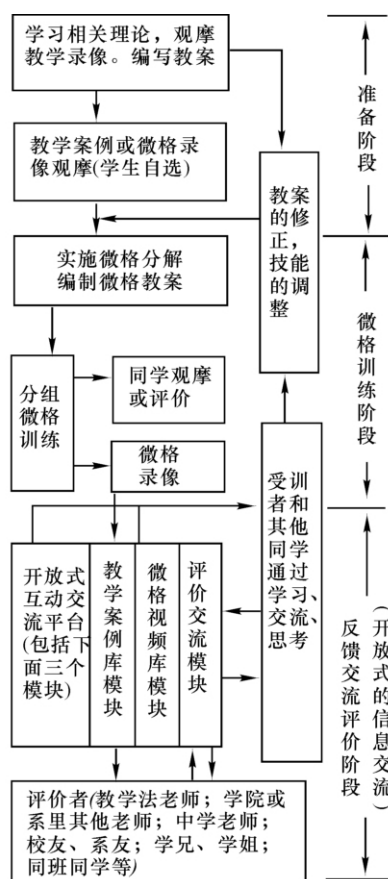 学习相关理论，观摩
教学录像。编写教案
教学案例或微格录
像观摩(学生自选)
实施微格分解
编制微格教案
教案
的修
正，
技能
的调
整
分组
微格
训练
同学观摩
或评价
微格
录像
受训
者和
其他
同学
通过
学习、
交流、
思考
开放式
互动交
流平台
(包括下
面三个
模块)
教学案例库模块
微格视频库模块
评价交流模块
评价者(教学法老师；学院或
系里其他老师；中学老师；
校友、系友；学兄、学姐；
同班同学等)
准备阶段
微格训练阶段
反馈交流评价阶段
(开放式的信息交流)